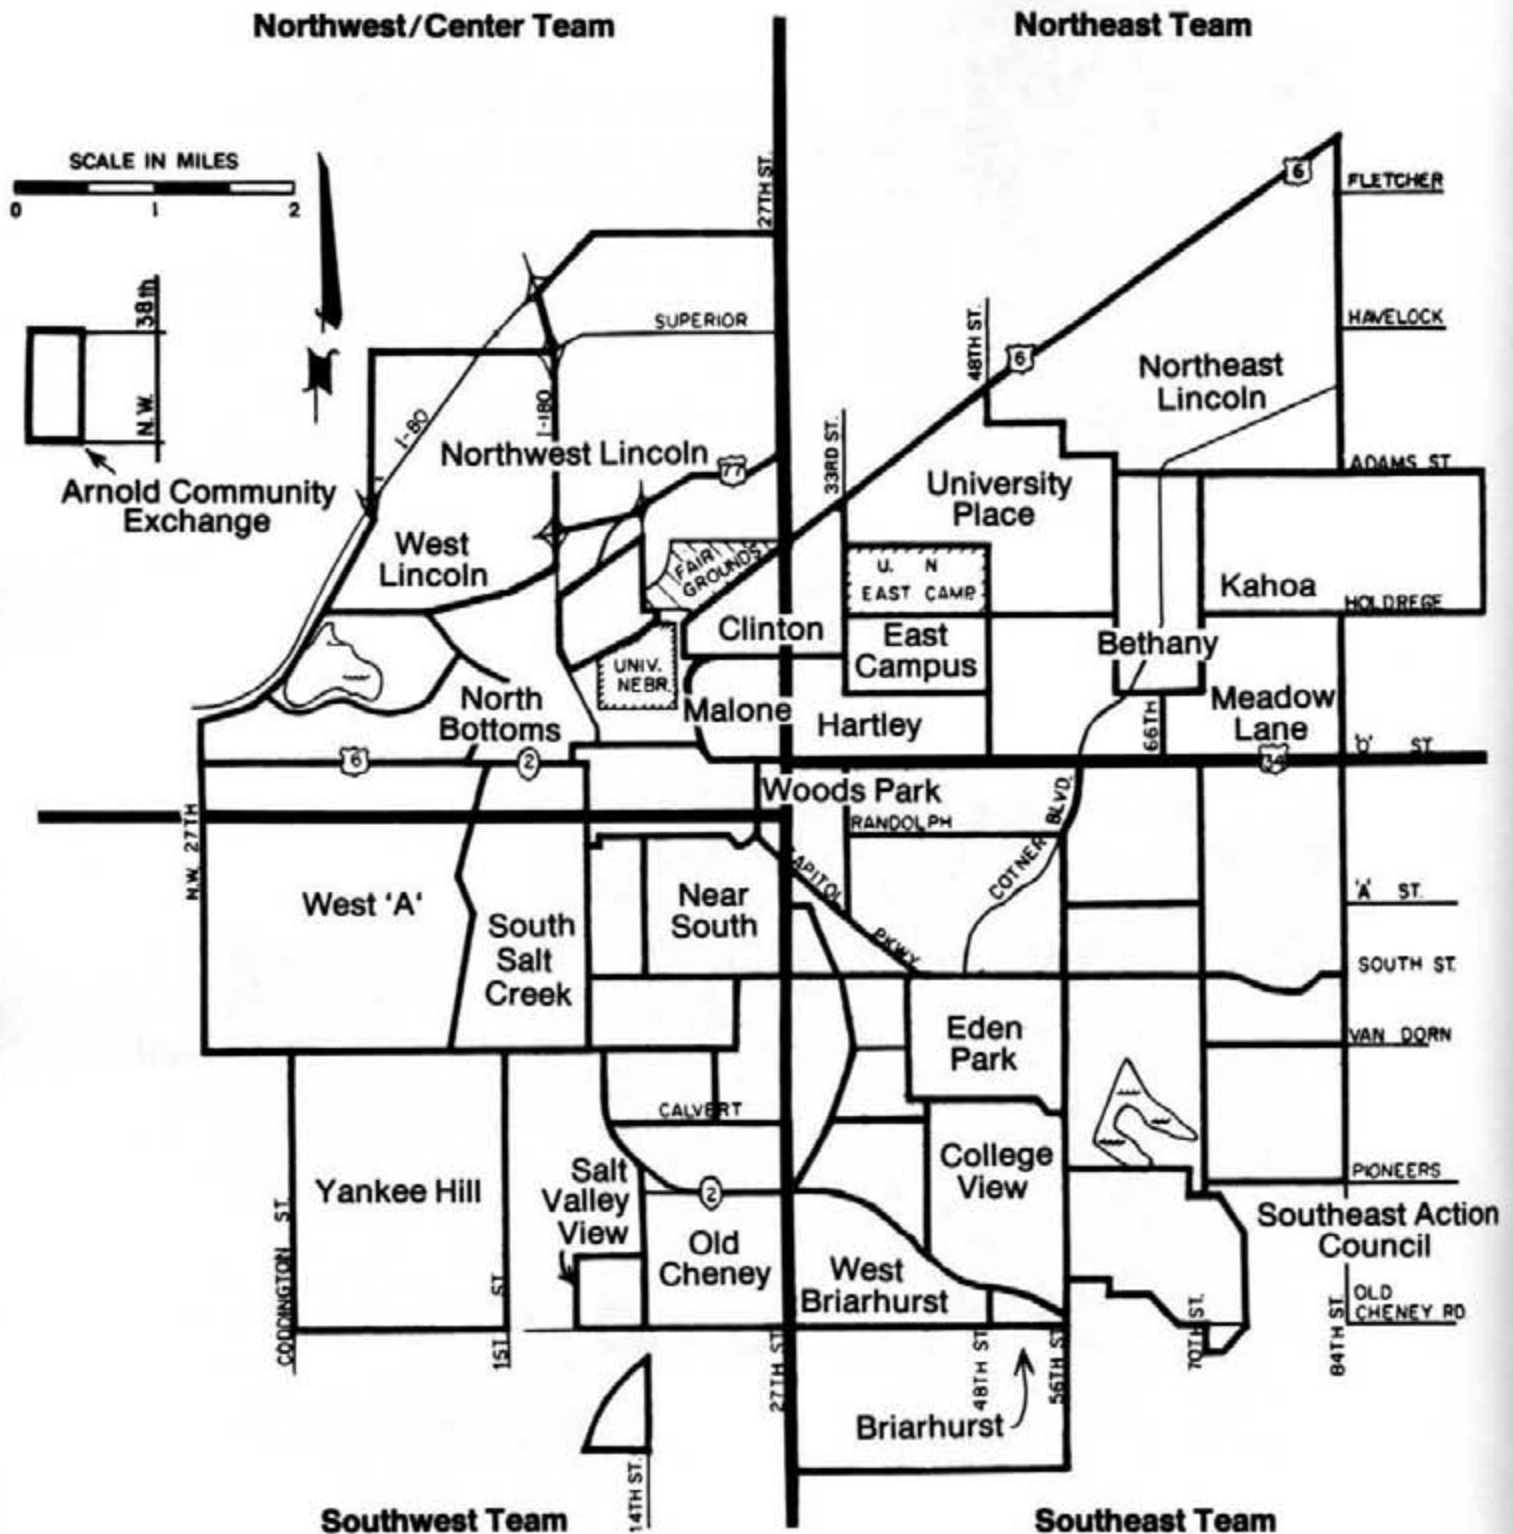 Northwest/Center Team
Northeast Team
SCALE IN MILES
0 1 2
27TH ST.
6
FLETCHER
38th
N.W.
SUPERIOR
48TH ST.
6
HAVELOCK
Northeast
Lincoln
I-80
I-180
Northwest Lincoln
77
33RD ST.
ADAMS ST
Arnold Community
Exchange
University
Place
West
Lincoln
FAIR
GROUNDS
U. N
EAST CAMP.
Kahoa
HOLDREGE
Clinton
East
Campus
Bethany
UNIV.
NEBR.
North
Bottoms
Malone
Hartley
66TH
Meadow
Lane
'O' ST.
6
2
34
Woods Park
RANDOLPH
COTNER BLVD.
N.W. 27TH
West 'A'
Near
South
CAPITOL PKWY.
'A' ST.
South
Salt
Creek
SOUTH ST.
Eden
Park
VAN DORN
CALVERT
College
View
PIONEERS
Salt
Valley
View
Yankee Hill
2
Southeast Action
Council
Old
Cheney
West
Briarhurst
OLD
CHENEY RD
CODDINGTON ST.
1ST ST
27TH ST
48TH ST
56TH ST
70TH ST.
84TH ST.
Briarhurst
14TH ST.
Southwest Team
Southeast Team